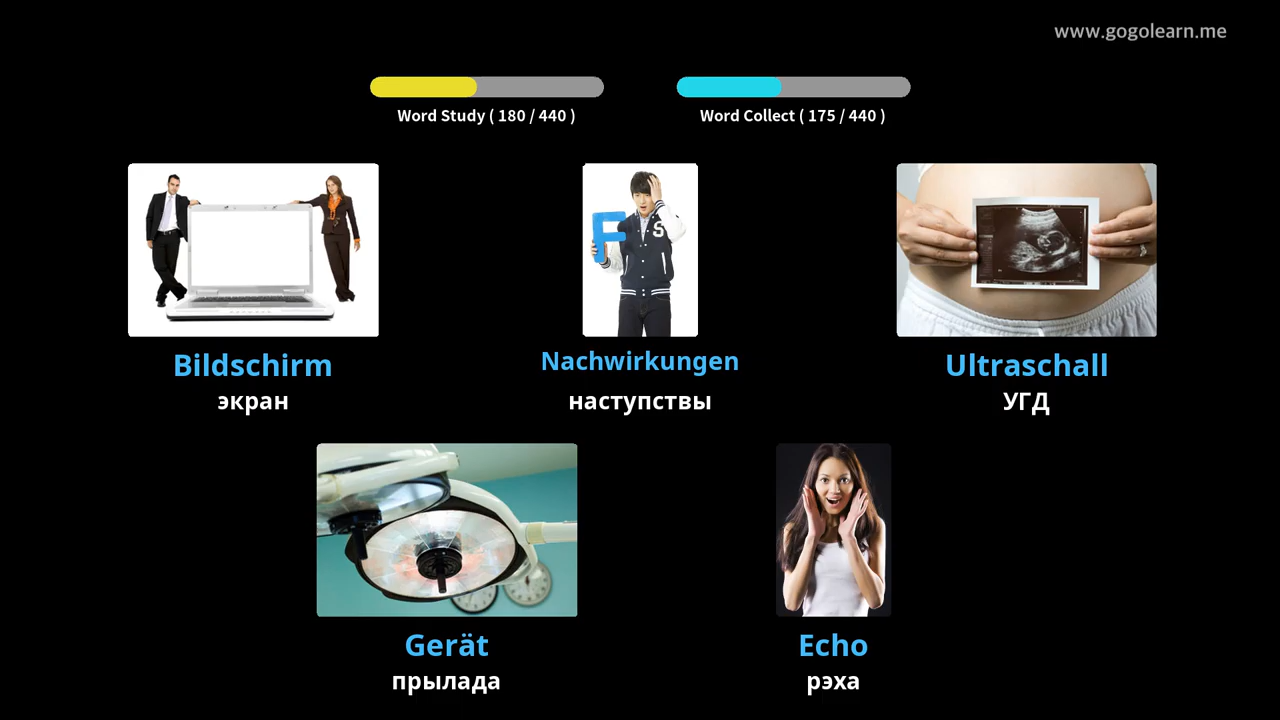 www.gogolearn.me
Word Study ( 180 / 440 )
Word Collect ( 175 / 440 )
F
S
Bildschirm
экран
Nachwirkungen
наступствы
Ultraschall
УГД
Gerät
прылада
Echo
рэха